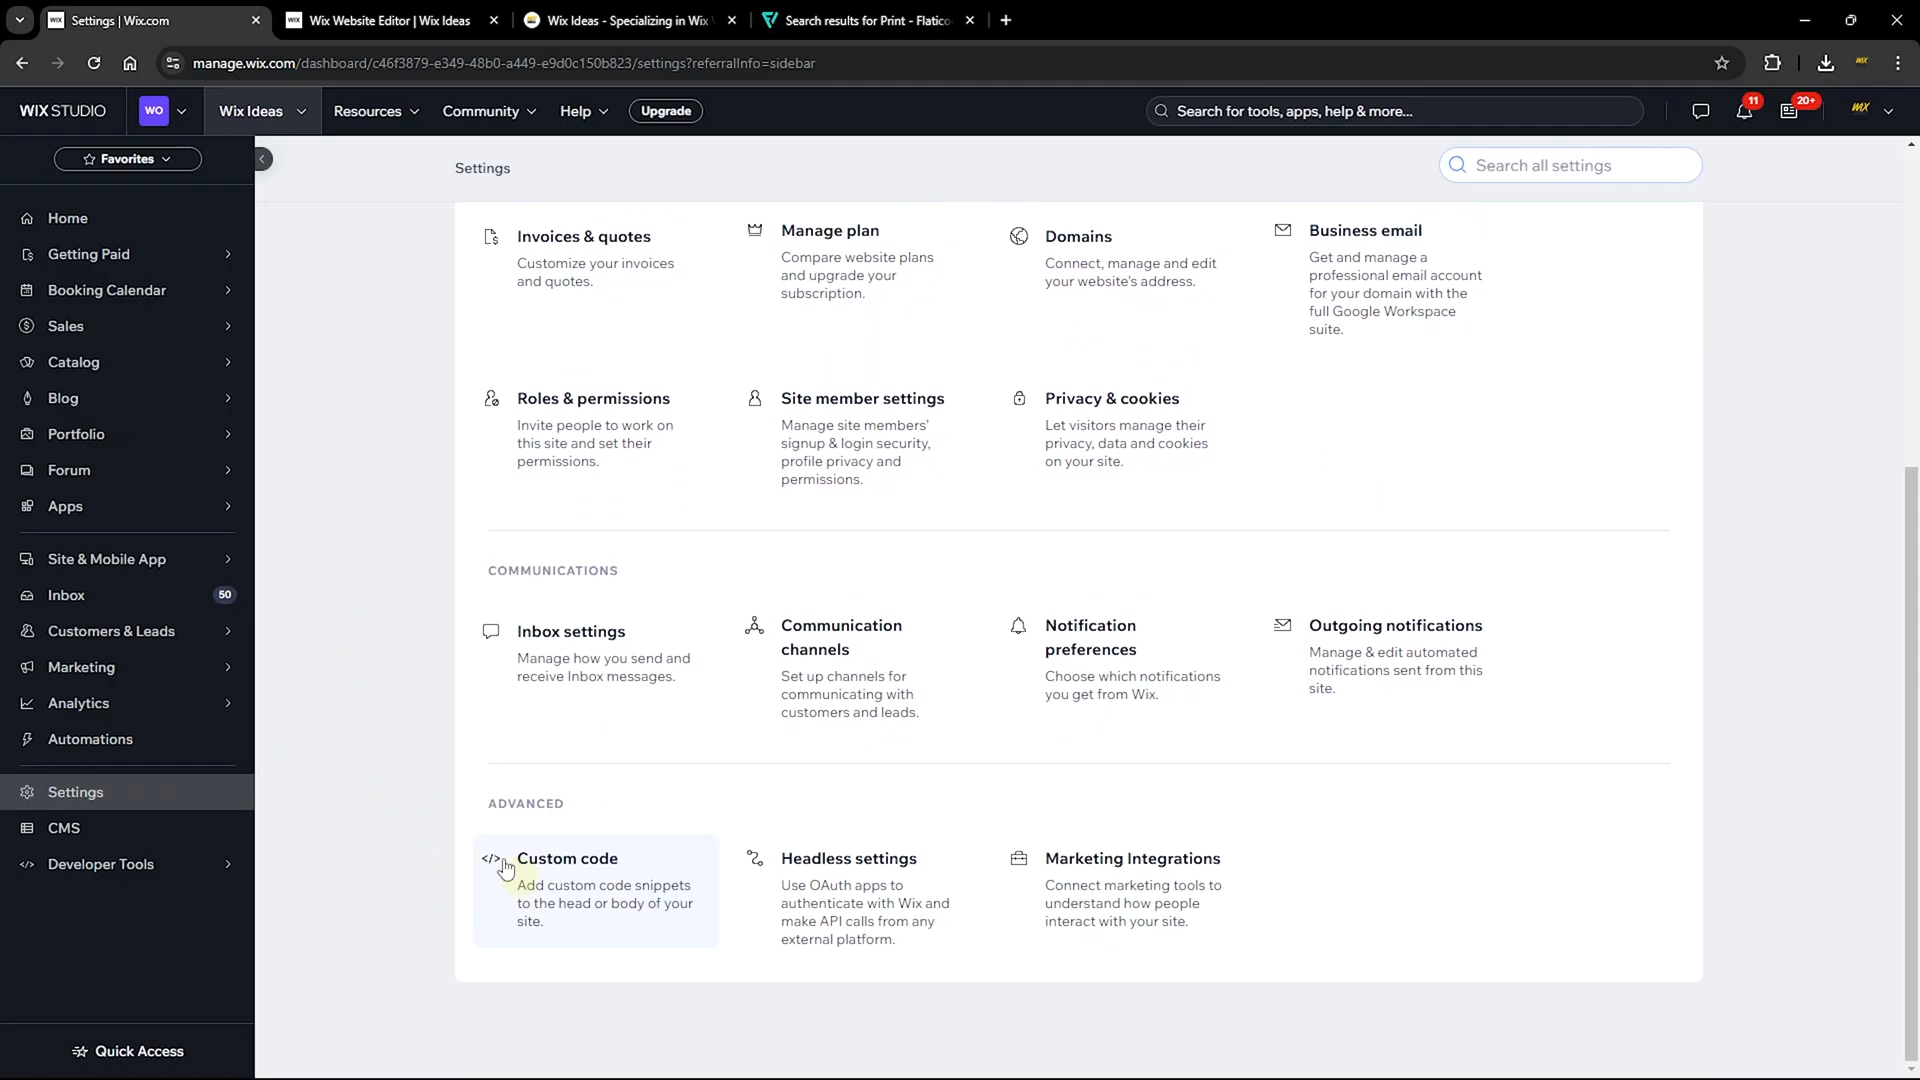 Settings | Wix.com
Wix Website Editor | Wix Ideas
Wix Ideas - Specializing in Wix
Search results for Print - Flatico
manage.wix.com/dashboard/c46f3879-e349-48b0-a449-e9d0c150b823/settings?referralInfo=sidebar
WIX STUDIO
WO
Wix Ideas
Resources
Community
Help
Upgrade
Search for tools, apps, help & more...
11
20+
Favorites
Settings
Search all settings
Home
Getting Paid
Booking Calendar
Sales
Catalog
Blog
Portfolio
Forum
Apps
Site & Mobile App
Inbox
50
Customers & Leads
Marketing
Analytics
Automations
Settings
CMS
Developer Tools
Quick Access
Invoices & quotes
Customize your invoices
and quotes.
Manage plan
Compare website plans
and upgrade your
subscription.
Domains
Connect, manage and edit
your website's address.
Business email
Get and manage a
professional email account
for your domain with the
full Google Workspace
suite.
Roles & permissions
Invite people to work on
this site and set their
permissions.
Site member settings
Manage site members'
signup & login security,
profile privacy and
permissions.
Privacy & cookies
Let visitors manage their
privacy, data and cookies
on your site.
COMMUNICATIONS
Inbox settings
Manage how you send and
receive Inbox messages.
Communication
channels
Set up channels for
communicating with
customers and leads.
Notification
preferences
Choose which notifications
you get from Wix.
Outgoing notifications
Manage & edit automated
notifications sent from this
site.
ADVANCED
Custom code
Add custom code snippets
to the head or body of your
site.
Headless settings
Use OAuth apps to
authenticate with Wix and
make API calls from any
external platform.
Marketing Integrations
Connect marketing tools to
understand how people
interact with your site.